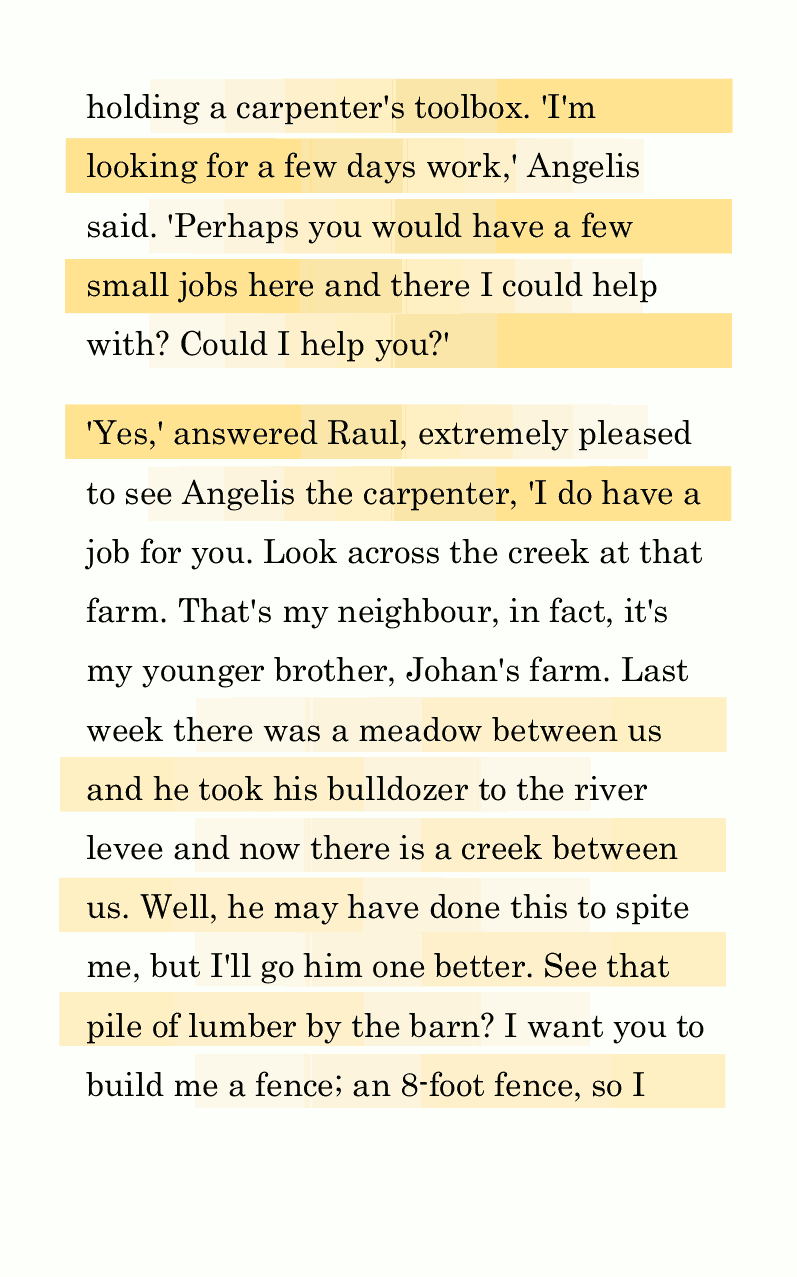 holding a carpenter's toolbox. 'I'm
looking for a few days work,' Angelis
said. 'Perhaps you would have a few
small jobs here and there I could help
with? Could I help you?'
'Yes,' answered Raul, extremely pleased
to see Angelis the carpenter, 'I do have a
job for you. Look across the creek at that
farm. That's my neighbour, in fact, it's
my younger brother, Johan's farm. Last
week there was a meadow between us
and he took his bulldozer to the river
levee and now there is a creek between
us. Well, he may have done this to spite
me, but I'll go him one better. See that
pile of lumber by the barn? I want you to
build me a fence; an 8-foot fence, so I